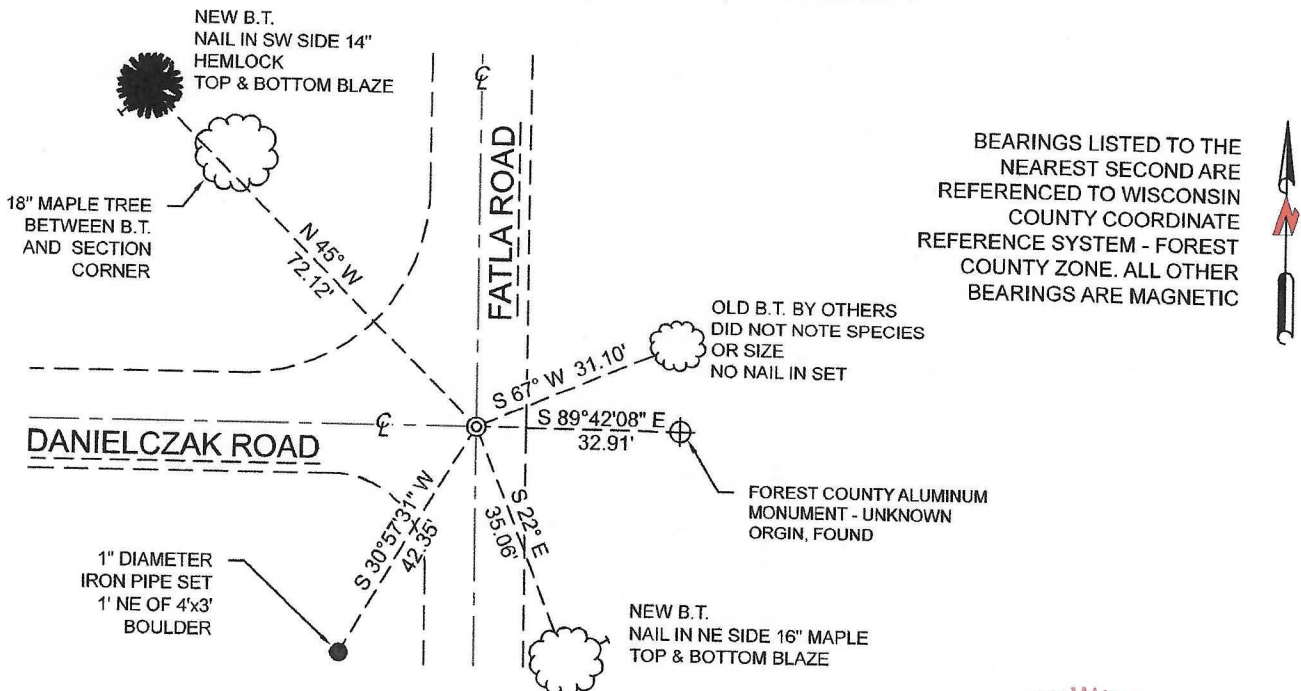 NEW B.T.
NAIL IN SW SIDE 14"
HEMLOCK
TOP & BOTTOM BLAZE
℄
FATLA ROAD
BEARINGS LISTED TO THE
NEAREST SECOND ARE
REFERENCED TO WISCONSIN
COUNTY COORDINATE
REFERENCE SYSTEM - FOREST
COUNTY ZONE. ALL OTHER
BEARINGS ARE MAGNETIC
N
18" MAPLE TREE
BETWEEN B.T.
AND SECTION
CORNER
N 45° W
72.12'
OLD B.T. BY OTHERS
DID NOT NOTE SPECIES
OR SIZE
NO NAIL IN SET
S 67° W 31.10'
℄
S 89°42'08" E
32.91'
DANIELCZAK ROAD
FOREST COUNTY ALUMINUM
MONUMENT - UNKNOWN
ORGIN, FOUND
S 30°57'31" W
42.35'
S 22° E
35.06'
1" DIAMETER
IRON PIPE SET
1' NE OF 4'x3'
BOULDER
NEW B.T.
NAIL IN NE SIDE 16" MAPLE
TOP & BOTTOM BLAZE